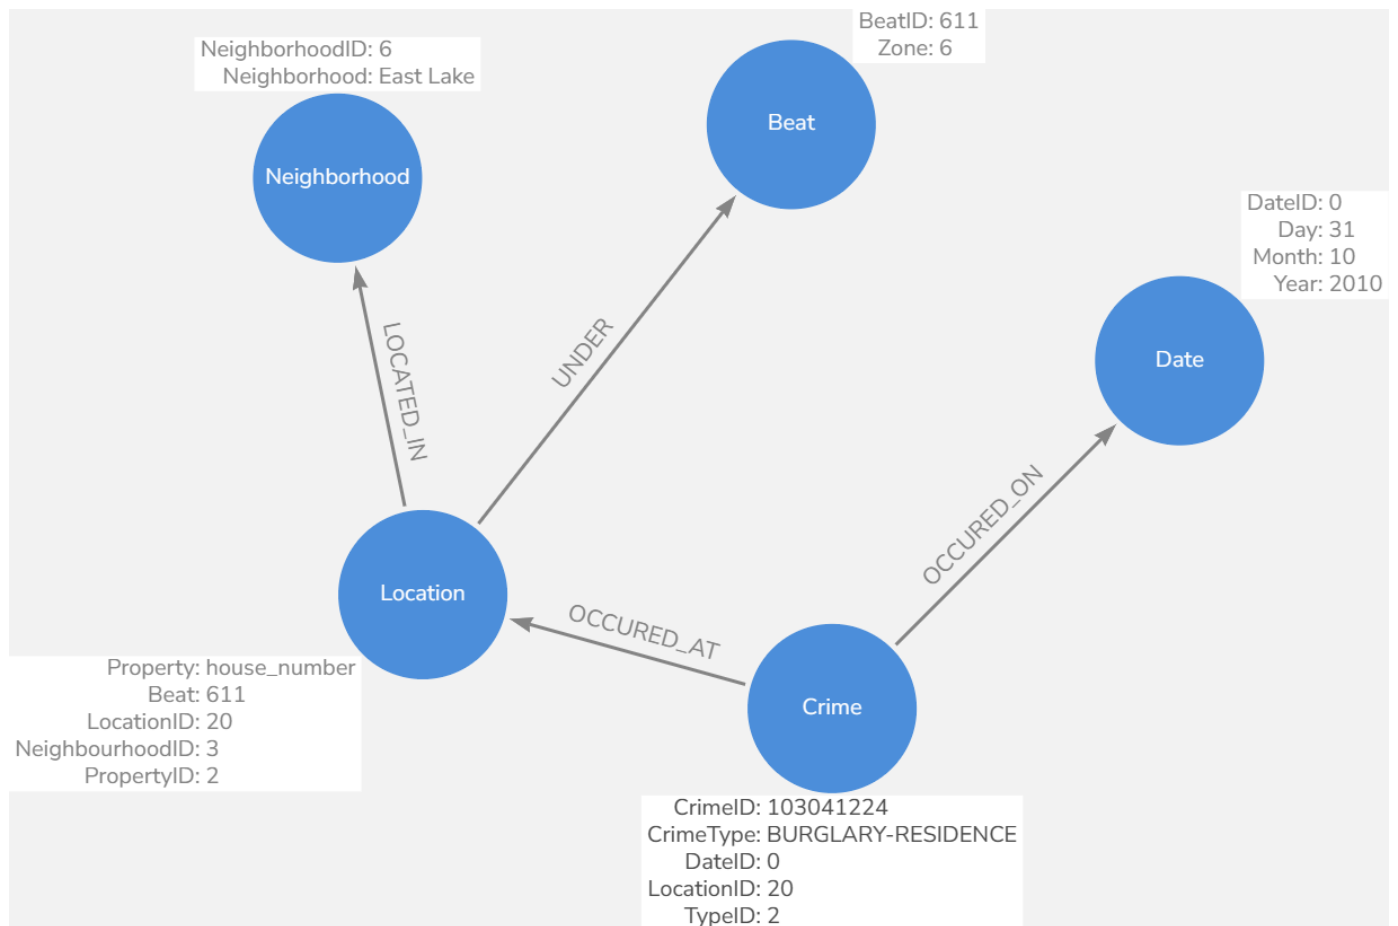 BeatID: 611
Zone: 6
NeighborhoodID: 6
Neighborhood: East Lake
Beat
Neighborhood
DateID: 0
Day: 31
Month: 10
Year: 2010
Date
LOCATED_IN
UNDER
OCCURED_ON
Location
OCCURED_AT
Property: house_number
Beat: 611
LocationID: 20
NeighbourhoodID: 3
PropertyID: 2
Crime
CrimeID: 103041224
CrimeType: BURGLARY-RESIDENCE
DateID: 0
LocationID: 20
TypeID: 2